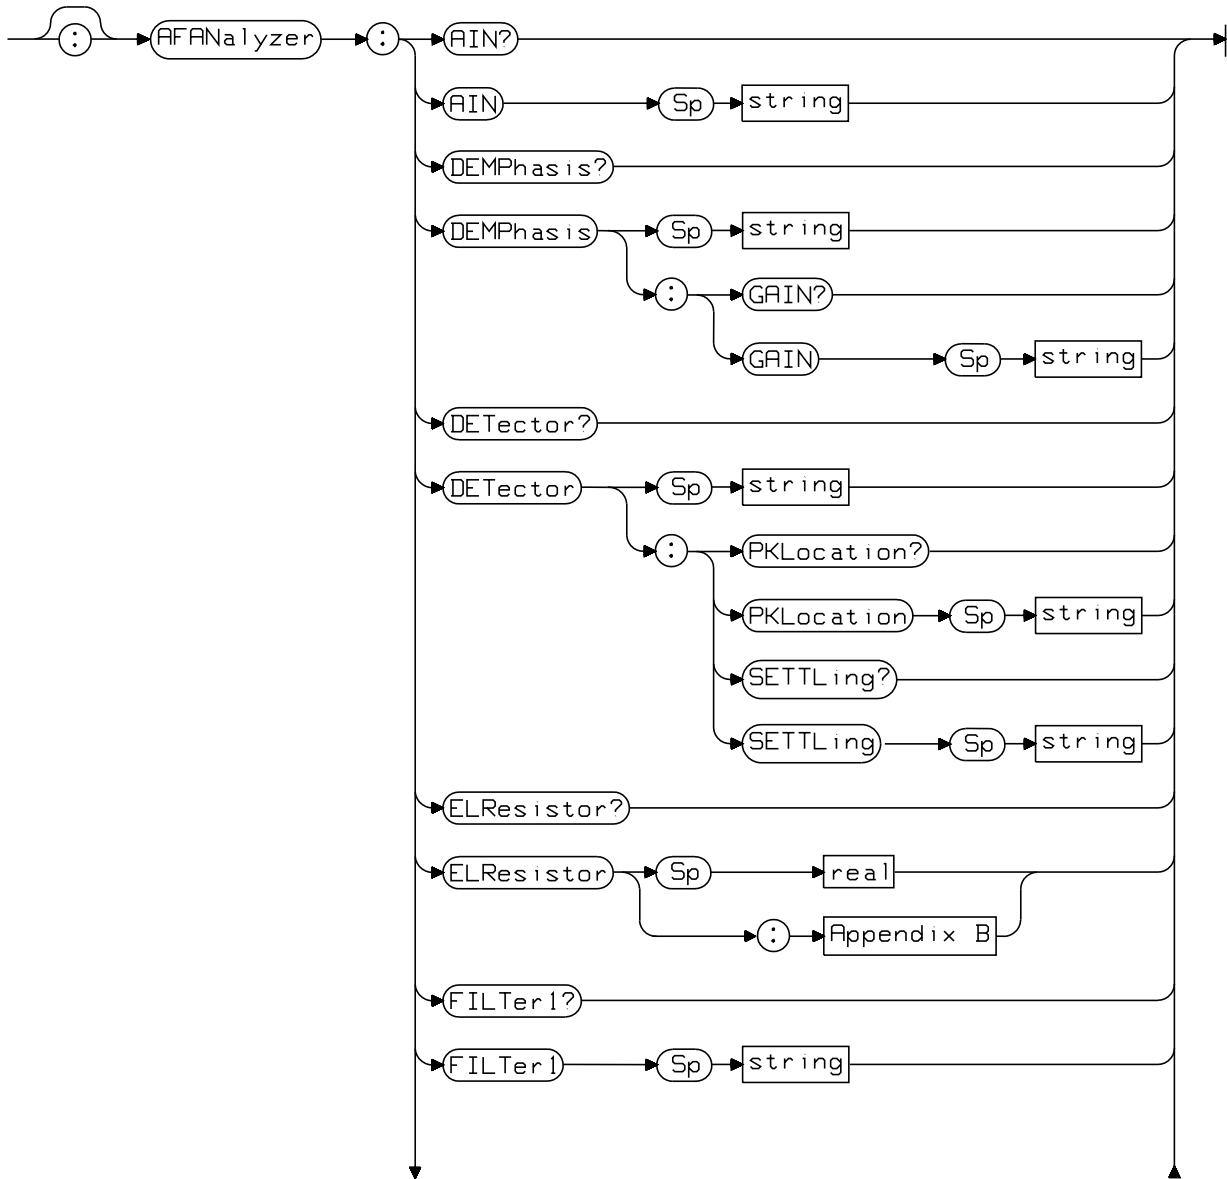 : AFANalyzer : AIN?
AIN Sp string
DEMPhasis?
DEMPhasis Sp string
: GAIN?
GAIN Sp string
DETector?
DETector Sp string
: PKLocation?
PKLocation Sp string
SETTLing?
SETTLing Sp string
ELResistor?
ELResistor Sp real
: Appendix B
FILTer1?
FILTer1 Sp string